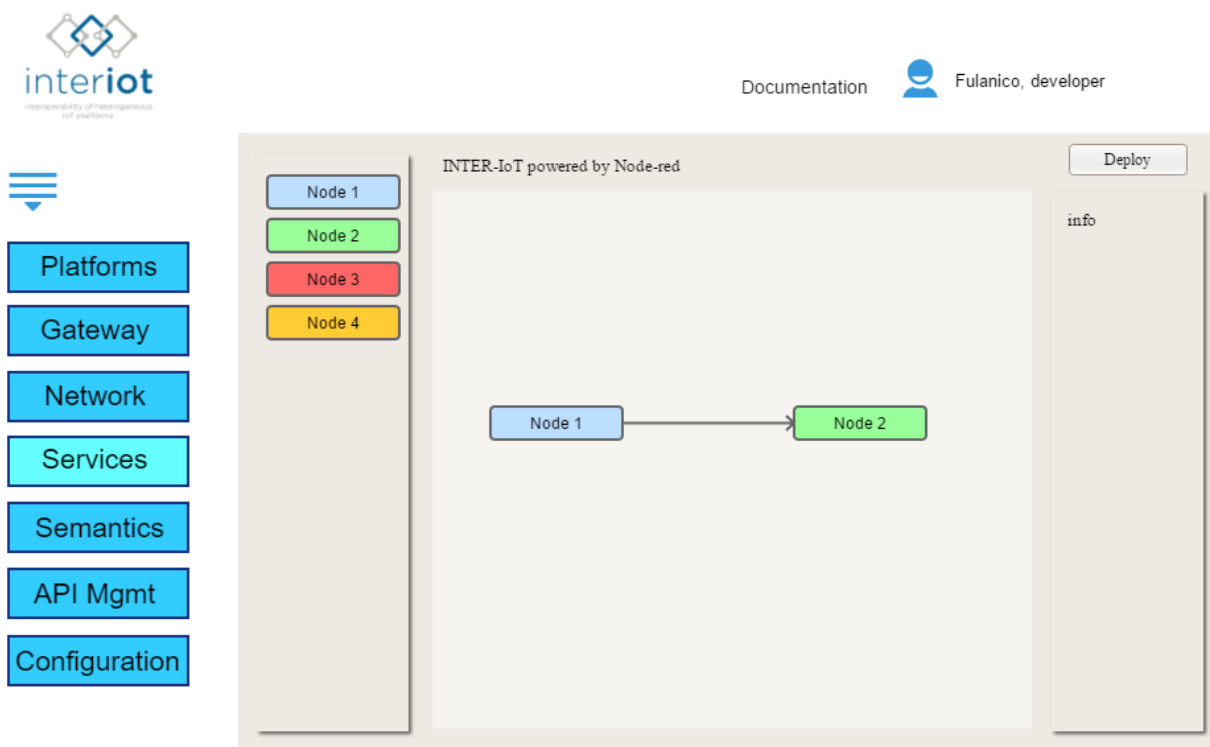 interiot
interoperability of heterogeneous
IoT platforms
Documentation
Fulanico, developer
Platforms
Gateway
Network
Services
Semantics
API Mgmt
Configuration
Node 1
Node 2
Node 3
Node 4
INTER-IoT powered by Node-red
Deploy
Node 1
Node 2
info